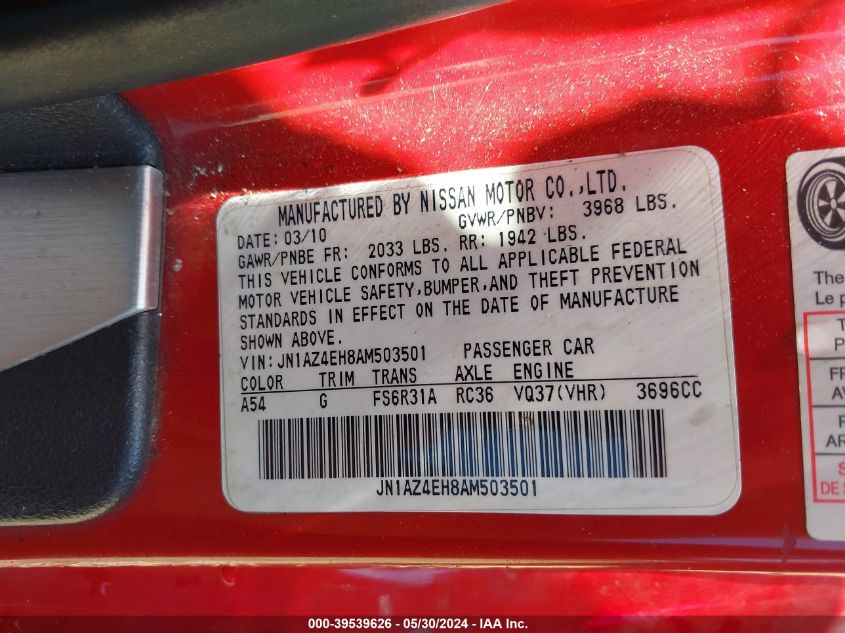 MANUFACTURED BY NISSAN MOTOR CO.,LTD.
DATE: 03/10 GVWR/PNBV: 3968 LBS.
GAWR/PNBE FR: 2033 LBS. RR: 1942 LBS.
THIS VEHICLE CONFORMS TO ALL APPLICABLE FEDERAL
MOTOR VEHICLE SAFETY,BUMPER,AND THEFT PREVENTION
STANDARDS IN EFFECT ON THE DATE OF MANUFACTURE
SHOWN ABOVE.
VIN: JN1AZ4EH8AM503501 PASSENGER CAR
COLOR TRIM TRANS AXLE ENGINE
A54 G FS6R31A RC36 VQ37(VHR) 3696CC
JN1AZ4EH8AM503501
The
Le
DE
000-39539626 - 05/30/2024 - IAA Inc.